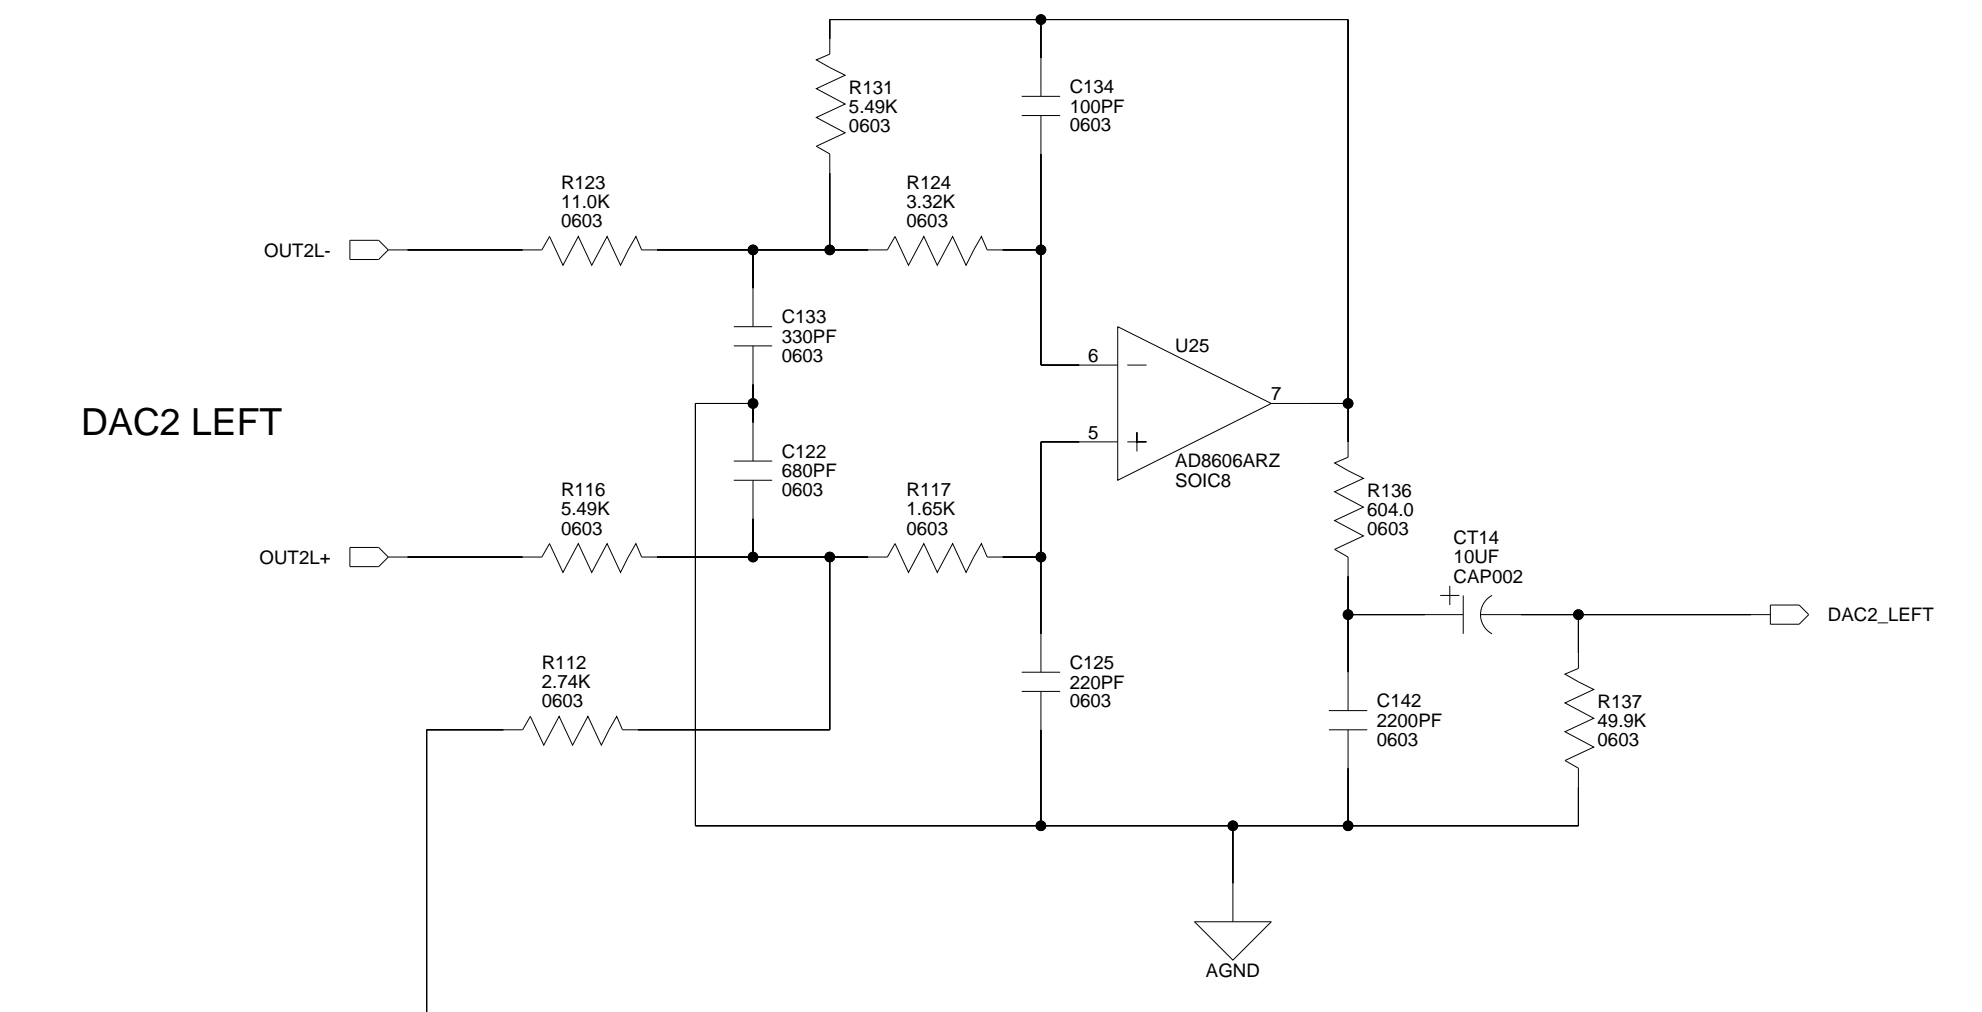 R131
5.49K
0603
C134
100PF
0603
R123
11.0K
0603
R124
3.32K
0603
OUT2L-
C133
330PF
0603
U25
6
7
DAC2 LEFT
5
C122
680PF
0603
AD8606ARZ
SOIC8
R116
5.49K
0603
R117
1.65K
0603
R136
604.0
0603
OUT2L+
CT14
10UF
CAP002
DAC2_LEFT
R112
2.74K
0603
C125
220PF
0603
C142
2200PF
0603
R137
49.9K
0603
AGND